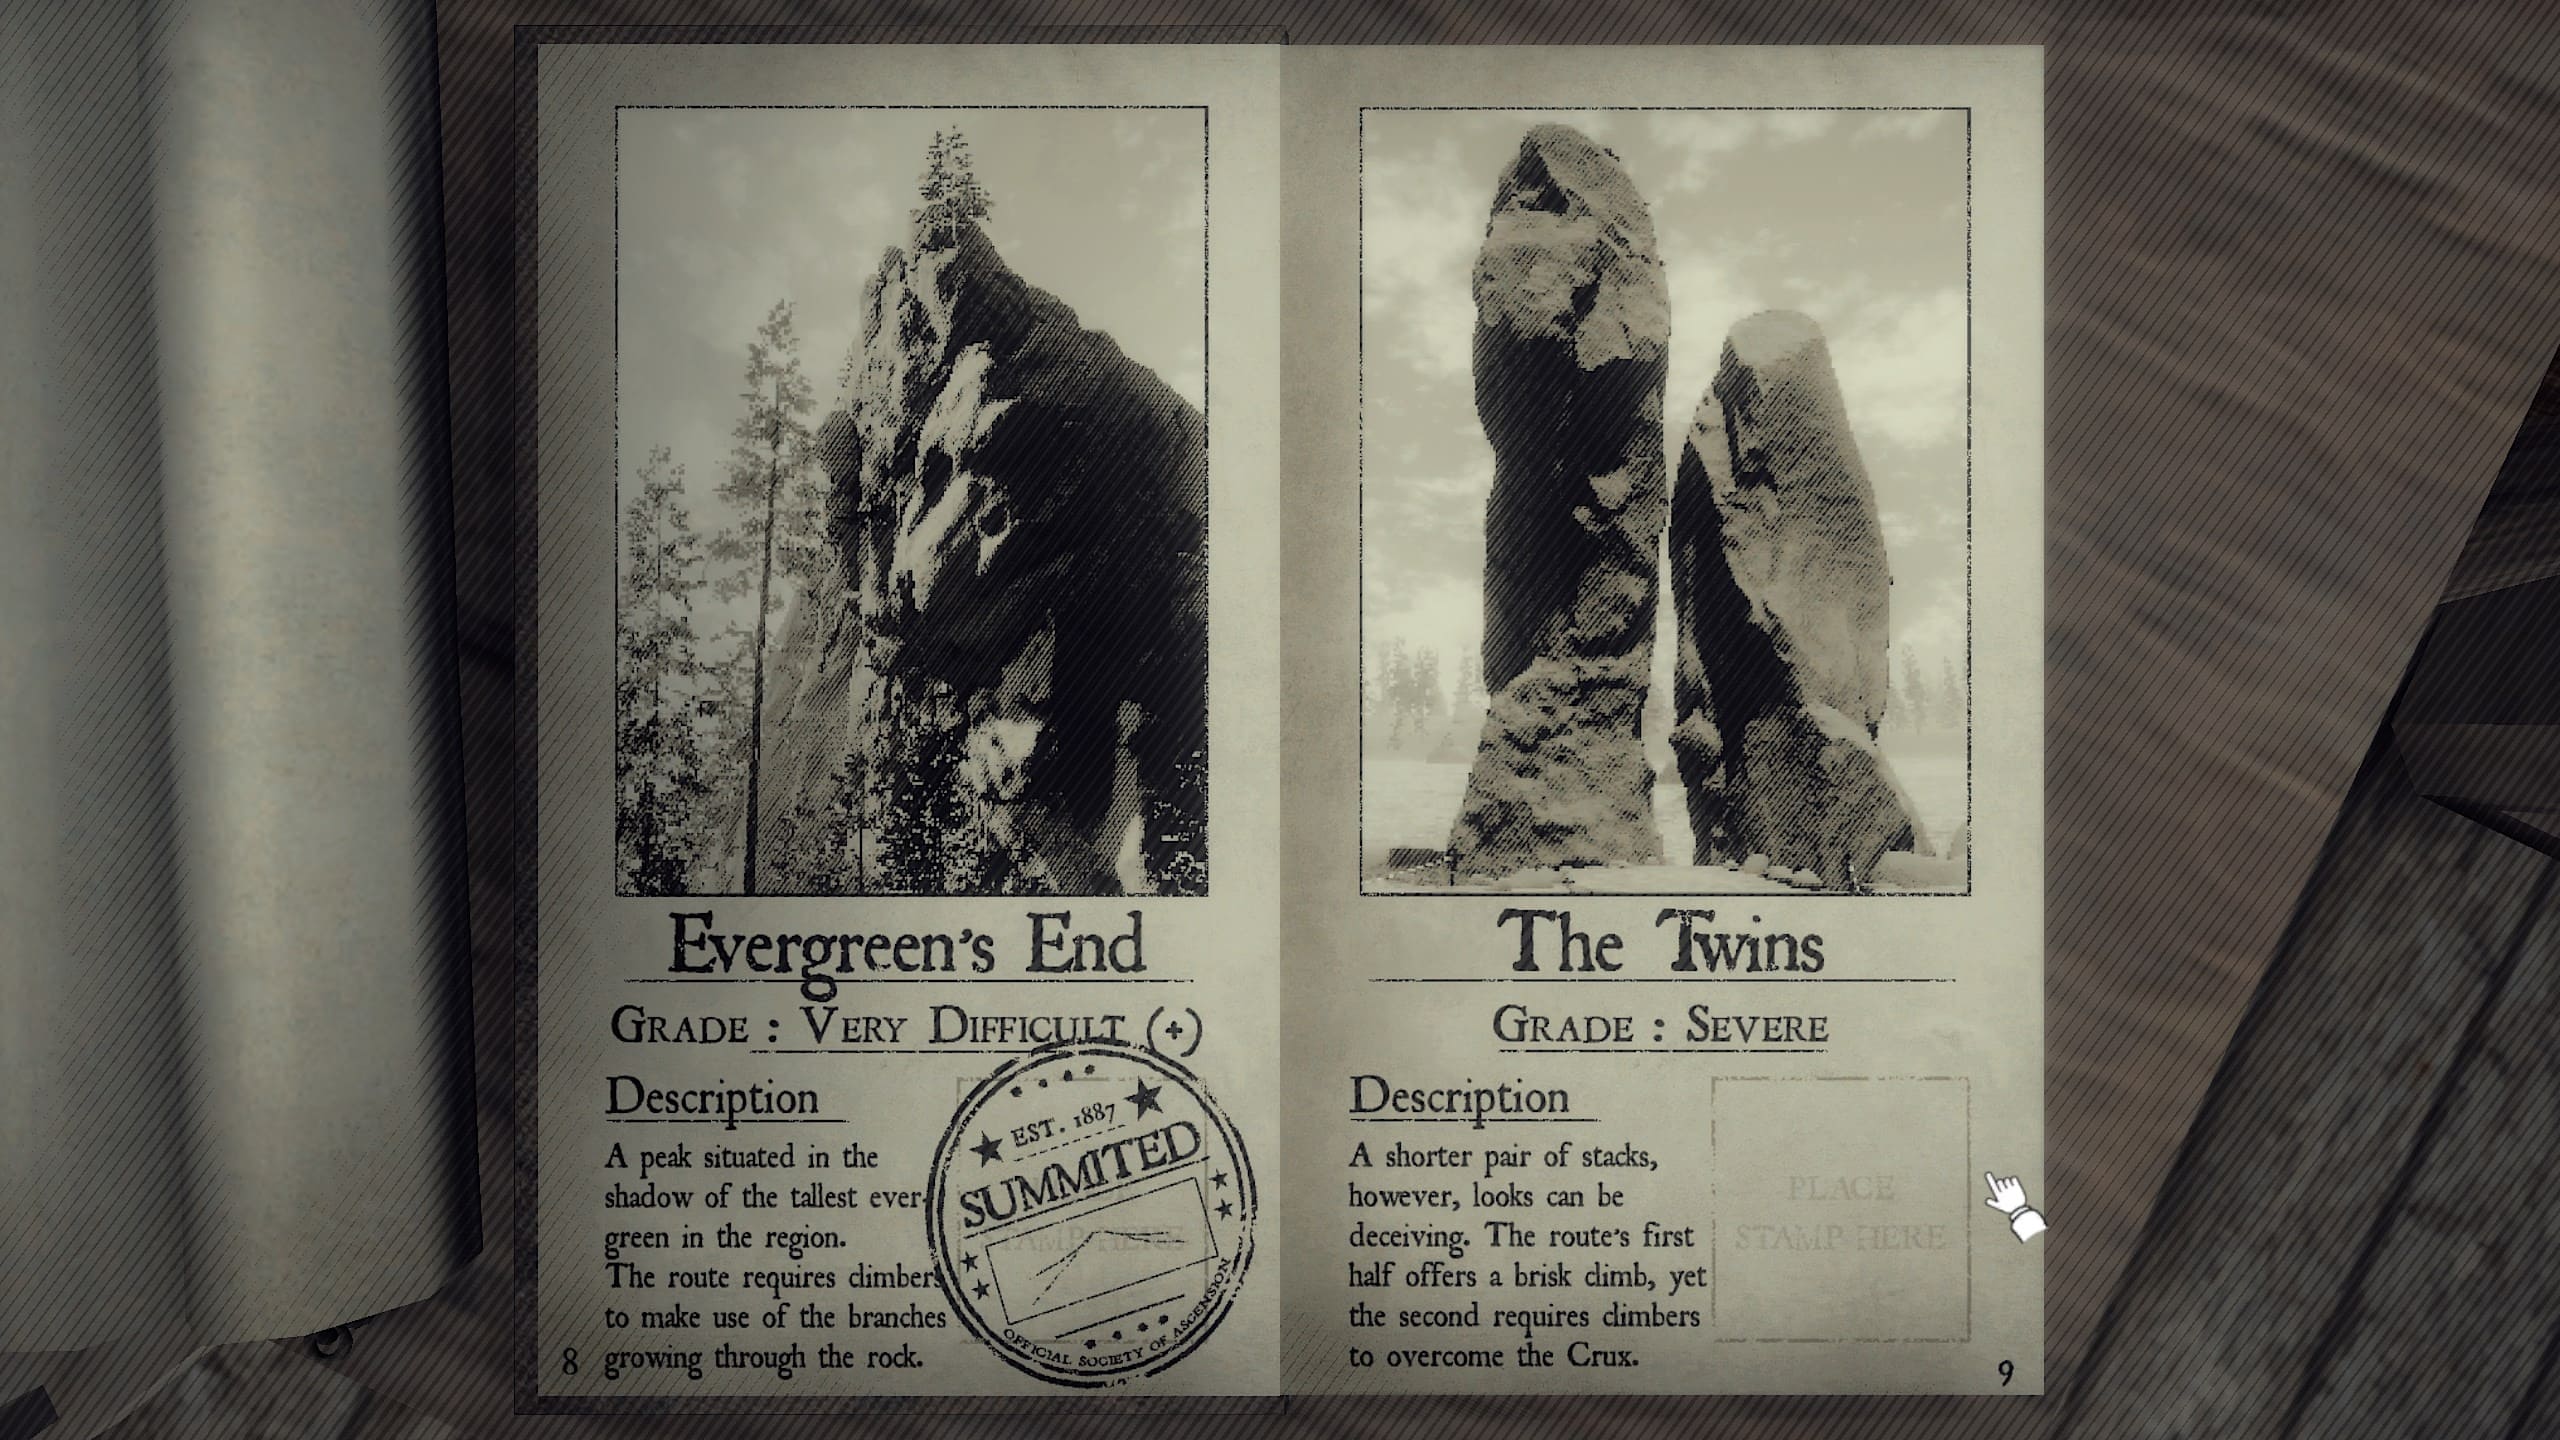 Evergreen's End
GRADE : VERY DIFFICULT (+)
Description
A peak situated in the
shadow of the tallest ever-
green in the region.
The route requires climbers
to make use of the branches
growing through the rock.
EST. 1887
SUMMITED
STAMP HERE
OFFICIAL SOCIETY OF ASCENSION
8
The Twins
GRADE : SEVERE
Description
A shorter pair of stacks,
however, looks can be
deceiving. The route's first
half offers a brisk climb, yet
the second requires climbers
to overcome the Crux.
PLACE
STAMP HERE
9